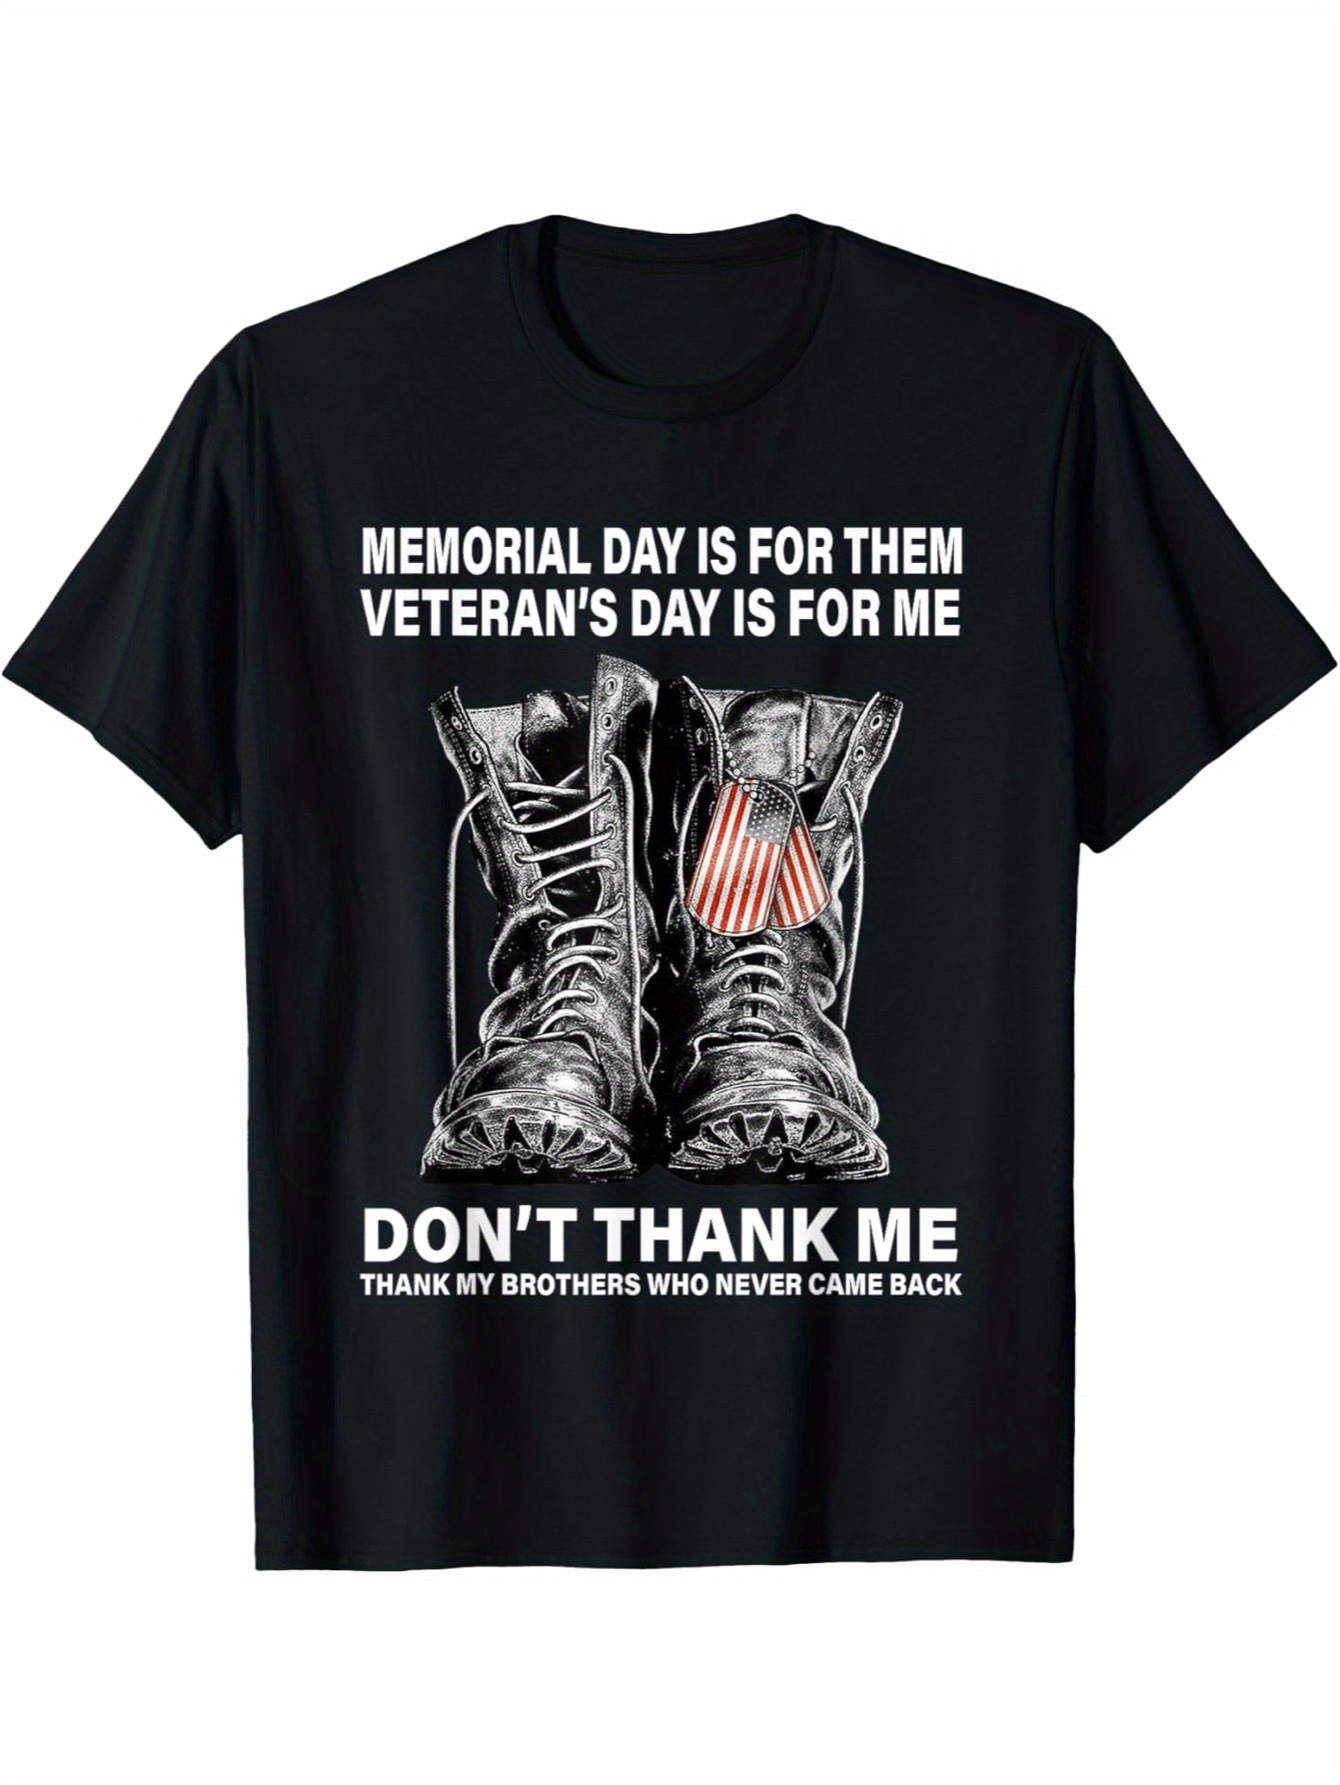 MEMORIAL DAY IS FOR THEM
VETERAN'S DAY IS FOR ME
DON'T THANK ME
THANK MY BROTHERS WHO NEVER CAME BACK